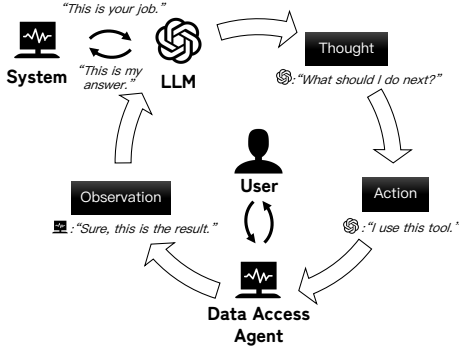 “This is your job.”
System
“This is my
answer.”
LLM
Thought
:“What should I do next?”
Action
:“I use this tool.”
User
Data Access
Agent
Observation
:“Sure, this is the result.”